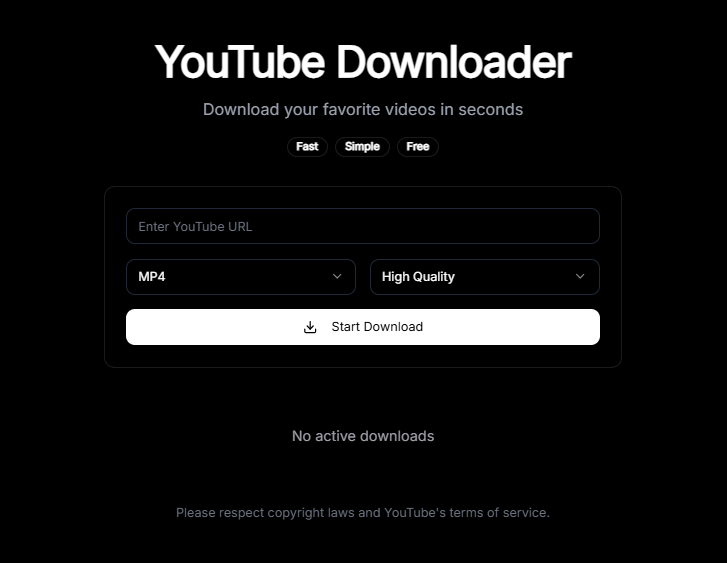 YouTube Downloader
Download your favorite videos in seconds
Fast Simple Free
Enter YouTube URL
MP4 High Quality
Start Download
No active downloads
Please respect copyright laws and YouTube's terms of service.